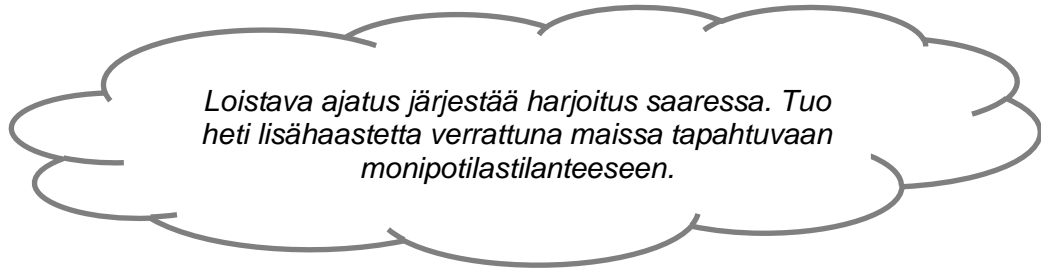 Loistava ajatus järjestää harjoitus saaressa. Tuo
heti lisähaastetta verrattuna maissa tapahtuvaan
monipotilastilanteeseen.